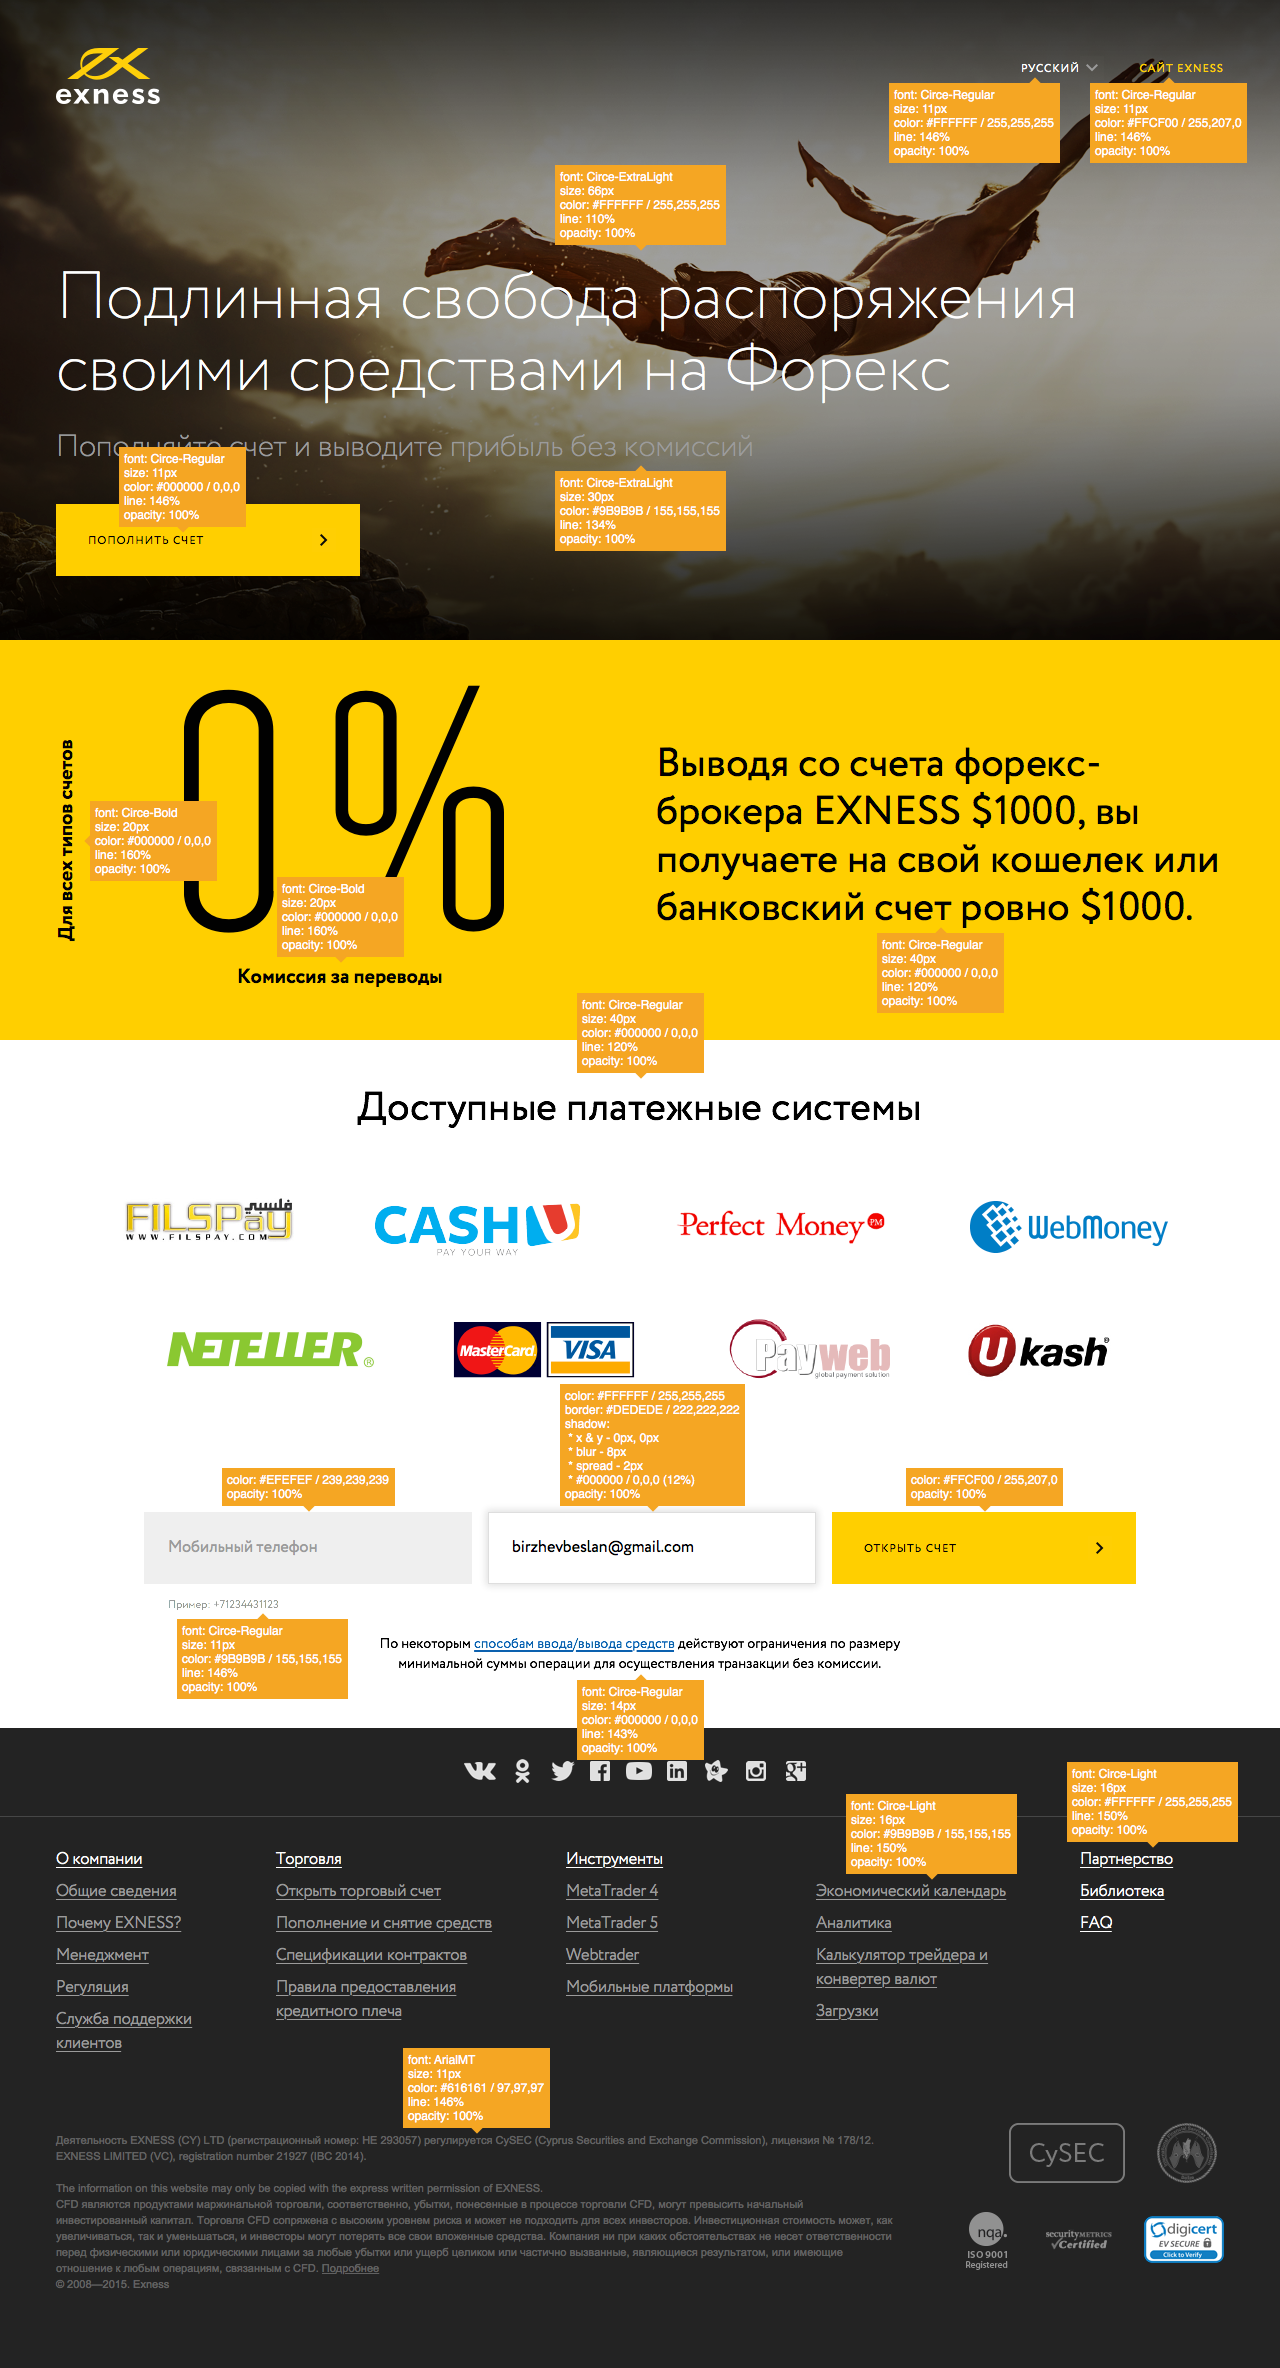 exness
РУССКИЙ
САЙТ EXNESS
font: Circe-Regular
size: 11px
color: #FFFFFF / 255,255,255
line: 146%
opacity: 100%
font: Circe-Regular
size: 11px
color: #FFCF00 / 255,207,0
line: 146%
opacity: 100%
font: Circe-ExtraLight
size: 66px
color: #FFFFFF / 255,255,255
line: 110%
opacity: 100%
Подлинная свобода распоряжения
своими средствами на Форекс
Пополняйте счет и выводите прибыль без комиссий
font: Circe-Regular
size: 11px
color: #000000 / 0,0,0
line: 146%
opacity: 100%
font: Circe-ExtraLight
size: 30px
color: #9B9B9B / 155,155,155
line: 134%
opacity: 100%
ПОПОЛНИТЬ СЧЕТ
Для всех типов счетов
0%
font: Circe-Bold
size: 20px
color: #000000 / 0,0,0
line: 160%
opacity: 100%
font: Circe-Bold
size: 20px
color: #000000 / 0,0,0
line: 160%
opacity: 100%
Комиссия за переводы
Выводя со счета форекс-
брокера EXNESS $1000, вы
получаете на свой кошелек или
банковский счет ровно $1000.
font: Circe-Regular
size: 40px
color: #000000 / 0,0,0
line: 120%
opacity: 100%
font: Circe-Regular
size: 40px
color: #000000 / 0,0,0
line: 120%
opacity: 100%
Доступные платежные системы
FILSPay فلسبي
WWW.FILSPAY.COM
CASHU
PAY YOUR WAY
Perfect Money PM
WebMoney
NETELLER®
MasterCard
VISA
Payweb
global payment solution
Ukash®
color: #FFFFFF / 255,255,255
border: #DEDEDE / 222,222,222
shadow:
* x & y - 0px, 0px
* blur - 8px
* spread - 2px
* #000000 / 0,0,0 (12%)
opacity: 100%
color: #EFEFEF / 239,239,239
opacity: 100%
color: #FFCF00 / 255,207,0
opacity: 100%
Мобильный телефон
birzhevbeslan@gmail.com
ОТКРЫТЬ СЧЕТ
Пример: +71234431123
font: Circe-Regular
size: 11px
color: #9B9B9B / 155,155,155
line: 146%
opacity: 100%
По некоторым способам ввода/вывода средств действуют ограничения по размеру
минимальной суммы операции для осуществления транзакции без комиссии.
font: Circe-Regular
size: 14px
color: #000000 / 0,0,0
line: 143%
opacity: 100%
font: Circe-Light
size: 16px
color: #9B9B9B / 155,155,155
line: 150%
opacity: 100%
font: Circe-Light
size: 16px
color: #FFFFFF / 255,255,255
line: 150%
opacity: 100%
О компании
Общие сведения
Почему EXNESS?
Менеджмент
Регуляция
Служба поддержки
клиентов
Торговля
Открыть торговый счет
Пополнение и снятие средств
Спецификации контрактов
Правила предоставления
кредитного плеча
Инструменты
MetaTrader 4
MetaTrader 5
Webtrader
Мобильные платформы
Экономический календарь
Аналитика
Калькулятор трейдера и
конвертер валют
Загрузки
Партнерство
Библиотека
FAQ
font: ArialMT
size: 11px
color: #616161 / 97,97,97
line: 146%
opacity: 100%
Деятельность EXNESS (CY) LTD (регистрационный номер: HE 293057) регулируется CySEC (Cyprus Securities and Exchange Commission), лицензия № 178/12.
EXNESS LIMITED (VC), registration number 21927 (IBC 2014).
The information on this website may only be copied with the express written permission of EXNESS.
CFD являются продуктами маржинальной торговли, соответственно, убытки, понесенные в процессе торговли CFD, могут превысить начальный
инвестированный капитал. Торговля CFD сопряжена с высоким уровнем риска и может не подходить для всех инвесторов. Инвестиционная стоимость может, как
увеличиваться, так и уменьшаться, и инвесторы могут потерять все свои вложенные средства. Компания ни при каких обстоятельствах не несет ответственности
перед физическими или юридическими лицами за любые убытки или ущерб целиком или частично вызванные, являющиеся результатом, или имеющие
отношение к любым операциям, связанным с CFD. Подробнее
© 2008—2015. Exness
CySEC
nqa.
ISO 9001
Registered
securityMETRICS
Certified
digicert
EV SECURE
Click to Verify